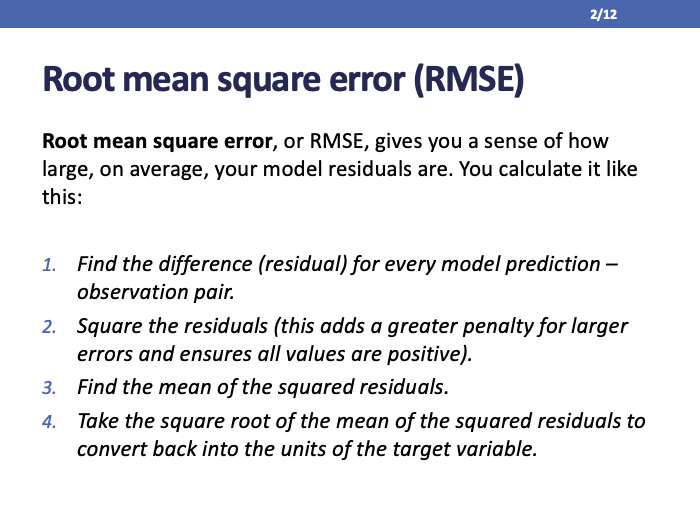 2/12
Root mean square error (RMSE)
Root mean square error, or RMSE, gives you a sense of how
large, on average, your model residuals are. You calculate it like
this:
1. Find the difference (residual) for every model prediction –
observation pair.
2. Square the residuals (this adds a greater penalty for larger
errors and ensures all values are positive).
3. Find the mean of the squared residuals.
4. Take the square root of the mean of the squared residuals to
convert back into the units of the target variable.